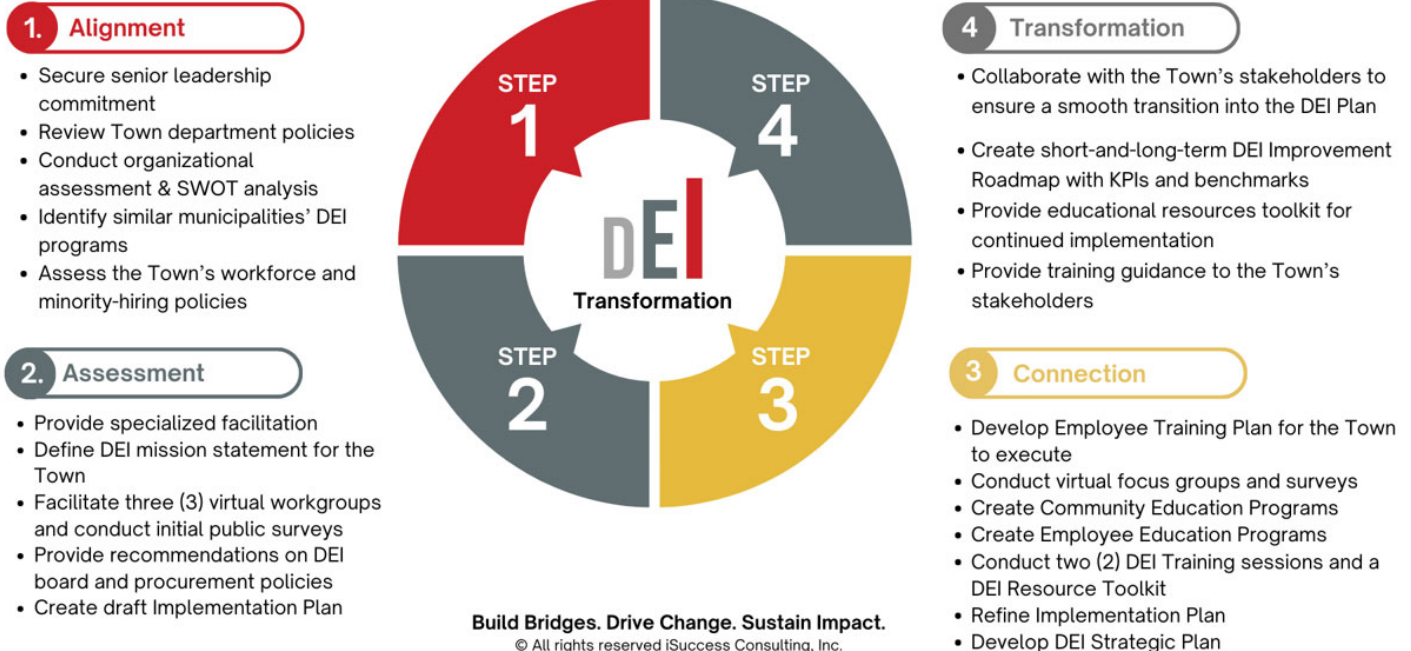 1. Alignment
• Secure senior leadership
commitment
• Review Town department policies
• Conduct organizational
assessment & SWOT analysis
• Identify similar municipalities’ DEI
programs
• Assess the Town’s workforce and
minority-hiring policies
2. Assessment
• Provide specialized facilitation
• Define DEI mission statement for the
Town
• Facilitate three (3) virtual workgroups
and conduct initial public surveys
• Provide recommendations on DEI
board and procurement policies
• Create draft Implementation Plan
STEP
1
STEP
4
DEI
Transformation
STEP
2
STEP
3
Build Bridges. Drive Change. Sustain Impact.
© All rights reserved iSuccess Consulting, Inc.
4 Transformation
• Collaborate with the Town’s stakeholders to
ensure a smooth transition into the DEI Plan
• Create short-and-long-term DEI Improvement
Roadmap with KPIs and benchmarks
• Provide educational resources toolkit for
continued implementation
• Provide training guidance to the Town’s
stakeholders
3 Connection
• Develop Employee Training Plan for the Town
to execute
• Conduct virtual focus groups and surveys
• Create Community Education Programs
• Create Employee Education Programs
• Conduct two (2) DEI Training sessions and a
DEI Resource Toolkit
• Refine Implementation Plan
• Develop DEI Strategic Plan